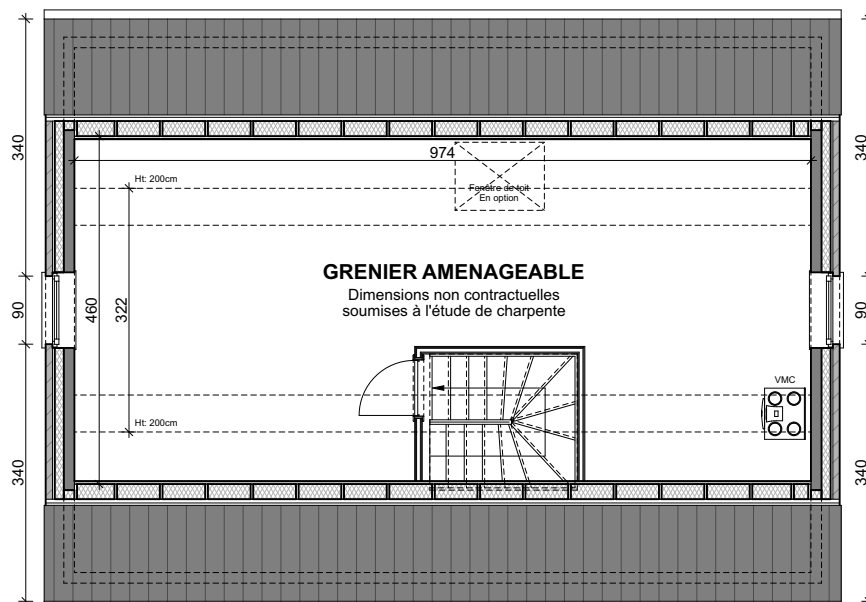 340
340
974
Ht: 200cm
Fenêtre de toit
En option
GRENIER AMENAGEABLE
Dimensions non contractuelles
soumises à l'étude de charpente
90
460
322
90
VMC
Ht: 200cm
340
340